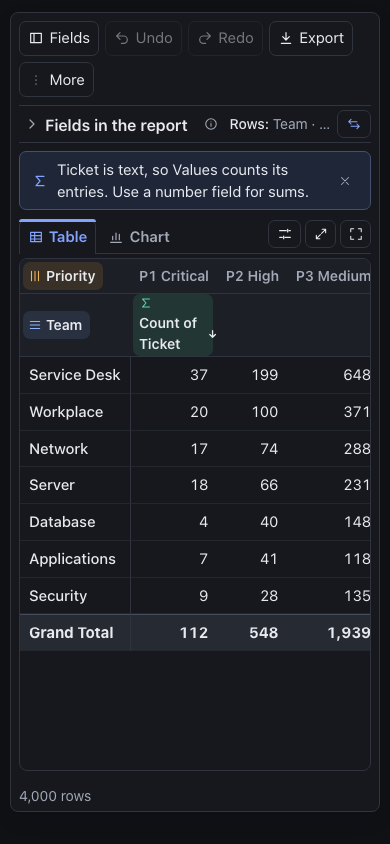 Fields Undo Redo Export
More
Fields in the report Rows: Team · ...
Σ Ticket is text, so Values counts its
entries. Use a number field for sums.
Table Chart
Priority P1 Critical P2 High P3 Medium
Team Σ Count of
Ticket ↓
Service Desk 37 199 648
Workplace 20 100 371
Network 17 74 288
Server 18 66 231
Database 4 40 148
Applications 7 41 118
Security 9 28 135
Grand Total 112 548 1,939
4,000 rows